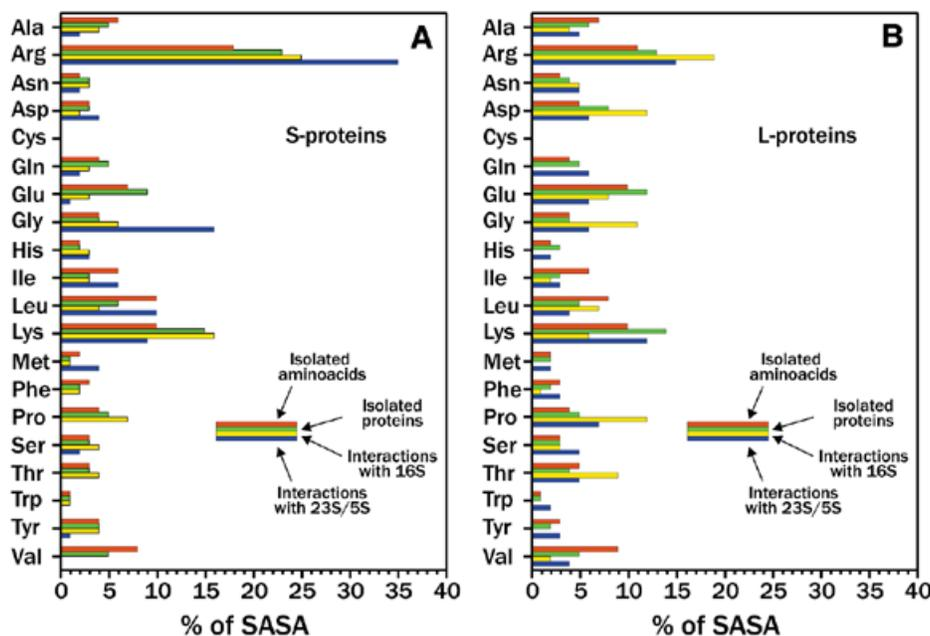 A
Ala
Arg
Asn
Asp
Cys
Gln
Glu
Gly
His
Ile
Leu
Lys
Met
Phe
Pro
Ser
Thr
Trp
Tyr
Val
S-proteins
Isolated
aminoacids
Isolated
proteins
Interactions
with 16S
Interactions
with 23S/5S
0 5 10 15 20 25 30 35 40
% of SASA
B
Ala
Arg
Asn
Asp
Cys
Gln
Glu
Gly
His
Ile
Leu
Lys
Met
Phe
Pro
Ser
Thr
Trp
Tyr
Val
L-proteins
Isolated
aminoacids
Isolated
proteins
Interactions
with 16S
Interactions
with 23S/5S
0 5 10 15 20 25 30 35 40
% of SASA